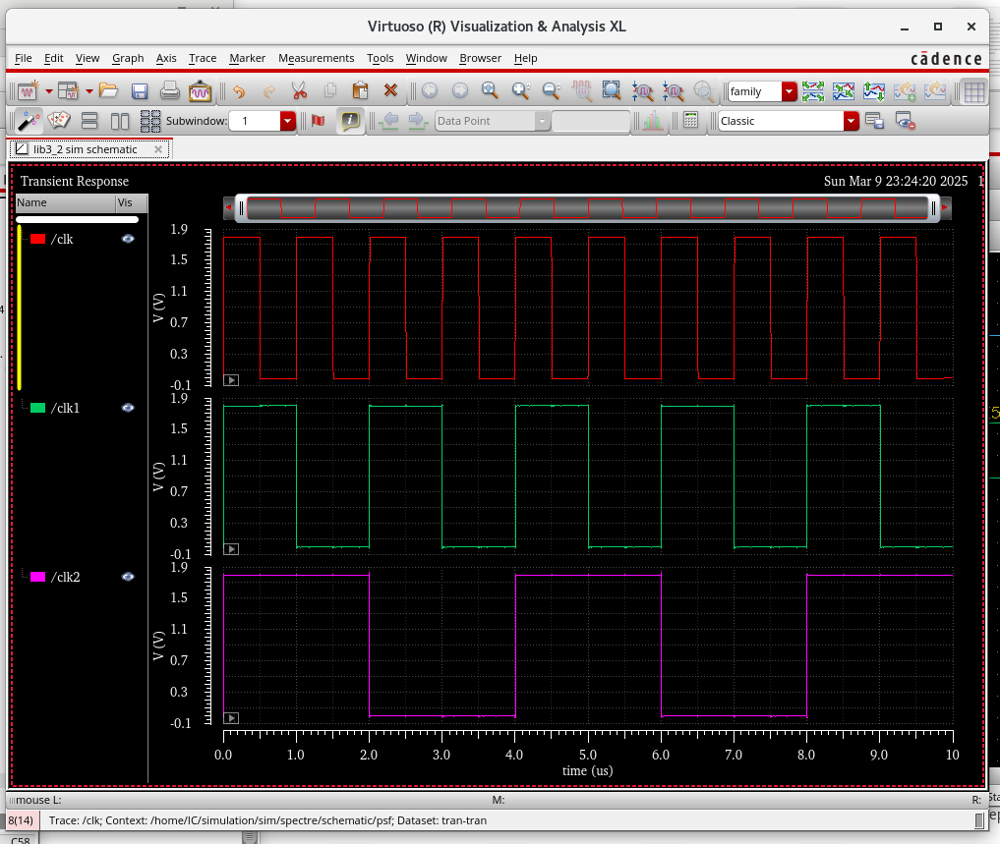 Virtuoso (R) Visualization & Analysis XL
File Edit View Graph Axis Trace Marker Measurements Tools Window Browser Help
cādence
family
Subwindow: 1
Data Point
Classic
lib3_2 sim schematic
Transient Response
Sun Mar 9 23:24:20 2025 1
Name Vis
/clk
1.9
1.5
1.1
0.7
0.3
-0.1
V (V)
/clk1
1.9
1.5
1.1
0.7
0.3
-0.1
V (V)
/clk2
1.9
1.5
1.1
0.7
0.3
-0.1
V (V)
0.0 1.0 2.0 3.0 4.0 5.0 6.0 7.0 8.0 9.0 10
time (us)
mouse L: M: R:
8(14) Trace: /clk; Context: /home/IC/simulation/sim/spectre/schematic/psf; Dataset: tran-tran
C58